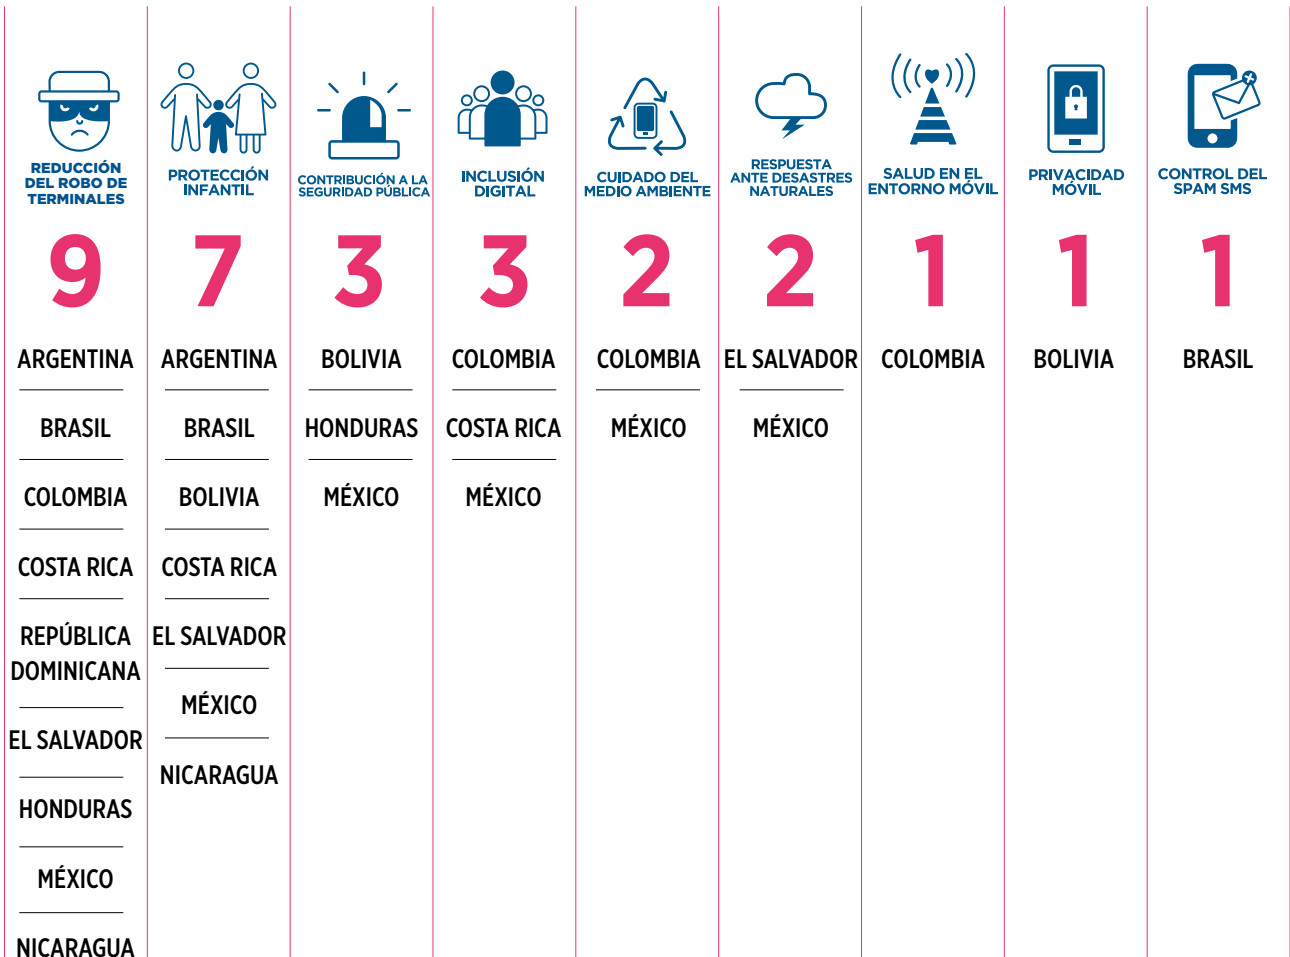 REDUCCIÓN
DEL ROBO DE
TERMINALES
9
ARGENTINA
BRASIL
COLOMBIA
COSTA RICA
REPÚBLICA
DOMINICANA
EL SALVADOR
HONDURAS
MÉXICO
NICARAGUA
PROTECCIÓN
INFANTIL
7
ARGENTINA
BRASIL
BOLIVIA
COSTA RICA
EL SALVADOR
MÉXICO
NICARAGUA
CONTRIBUCIÓN A LA
SEGURIDAD PÚBLICA
3
BOLIVIA
HONDURAS
MÉXICO
INCLUSIÓN
DIGITAL
3
COLOMBIA
COSTA RICA
MÉXICO
CUIDADO DEL
MEDIO AMBIENTE
2
COLOMBIA
MÉXICO
RESPUESTA
ANTE DESASTRES
NATURALES
2
EL SALVADOR
MÉXICO
SALUD EN EL
ENTORNO MÓVIL
1
COLOMBIA
PRIVACIDAD
MÓVIL
1
BOLIVIA
CONTROL DEL
SPAM SMS
1
BRASIL